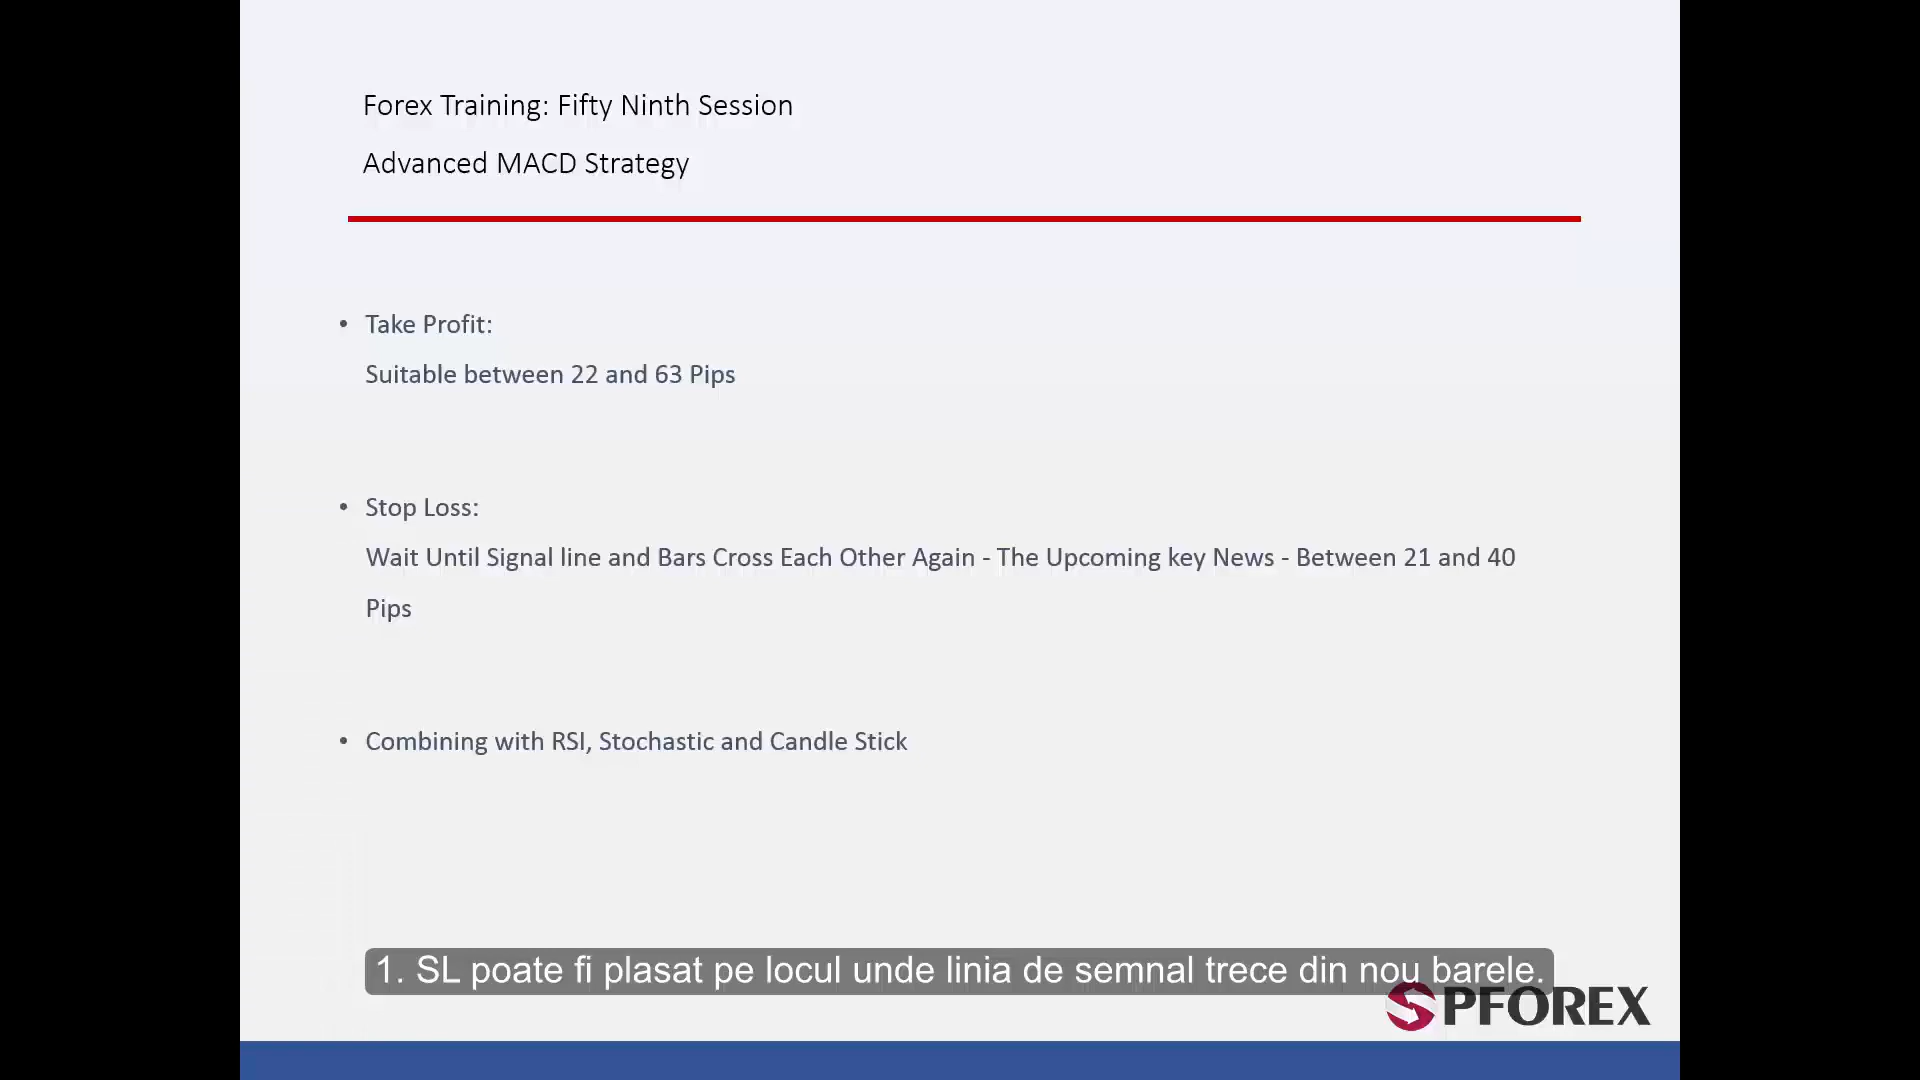 Forex Training: Fifty Ninth Session
Advanced MACD Strategy
• Take Profit:
Suitable between 22 and 63 Pips
• Stop Loss:
Wait Until Signal line and Bars Cross Each Other Again - The Upcoming key News - Between 21 and 40
Pips
• Combining with RSI, Stochastic and Candle Stick
1. SL poate fi plasat pe locul unde linia de semnal trece din nou barele.
SPFOREX